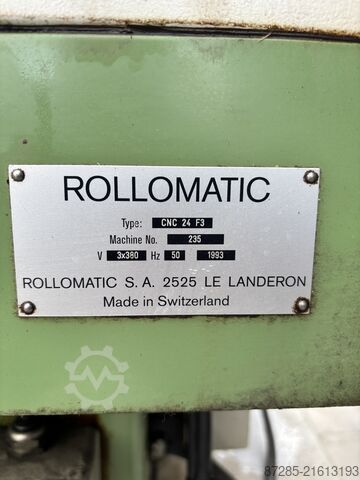 ROLLOMATIC
Type: CNC 24 F3
Machine No. 235
V 3x380 Hz 50 1993
ROLLOMATIC S.A. 2525 LE LANDERON
Made in Switzerland
87285-21613193